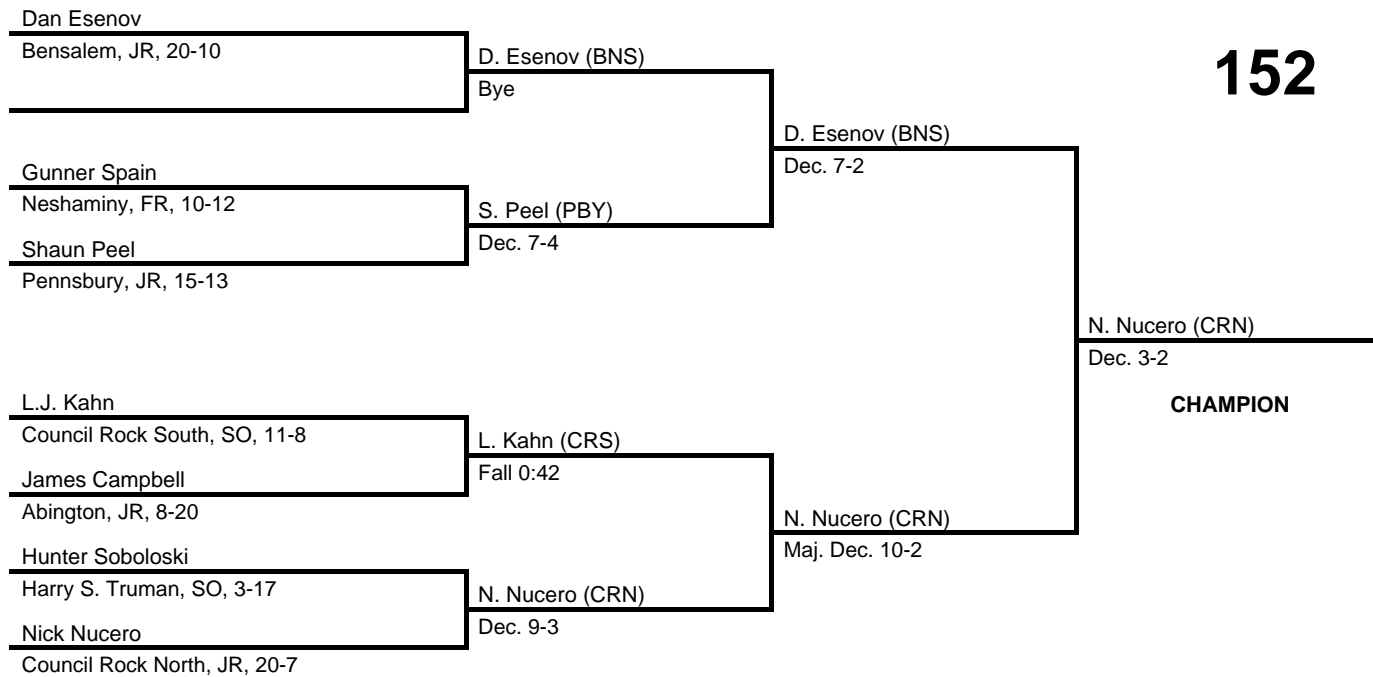 Dan Esenov
Bensalem, JR, 20-10
D. Esenov (BNS)
Bye
152
D. Esenov (BNS)
Dec. 7-2
Gunner Spain
Neshaminy, FR, 10-12
S. Peel (PBY)
Dec. 7-4
Shaun Peel
Pennsbury, JR, 15-13
N. Nucero (CRN)
Dec. 3-2
CHAMPION
L.J. Kahn
Council Rock South, SO, 11-8
L. Kahn (CRS)
Fall 0:42
James Campbell
Abington, JR, 8-20
N. Nucero (CRN)
Maj. Dec. 10-2
Hunter Soboloski
Harry S. Truman, SO, 3-17
N. Nucero (CRN)
Dec. 9-3
Nick Nucero
Council Rock North, JR, 20-7